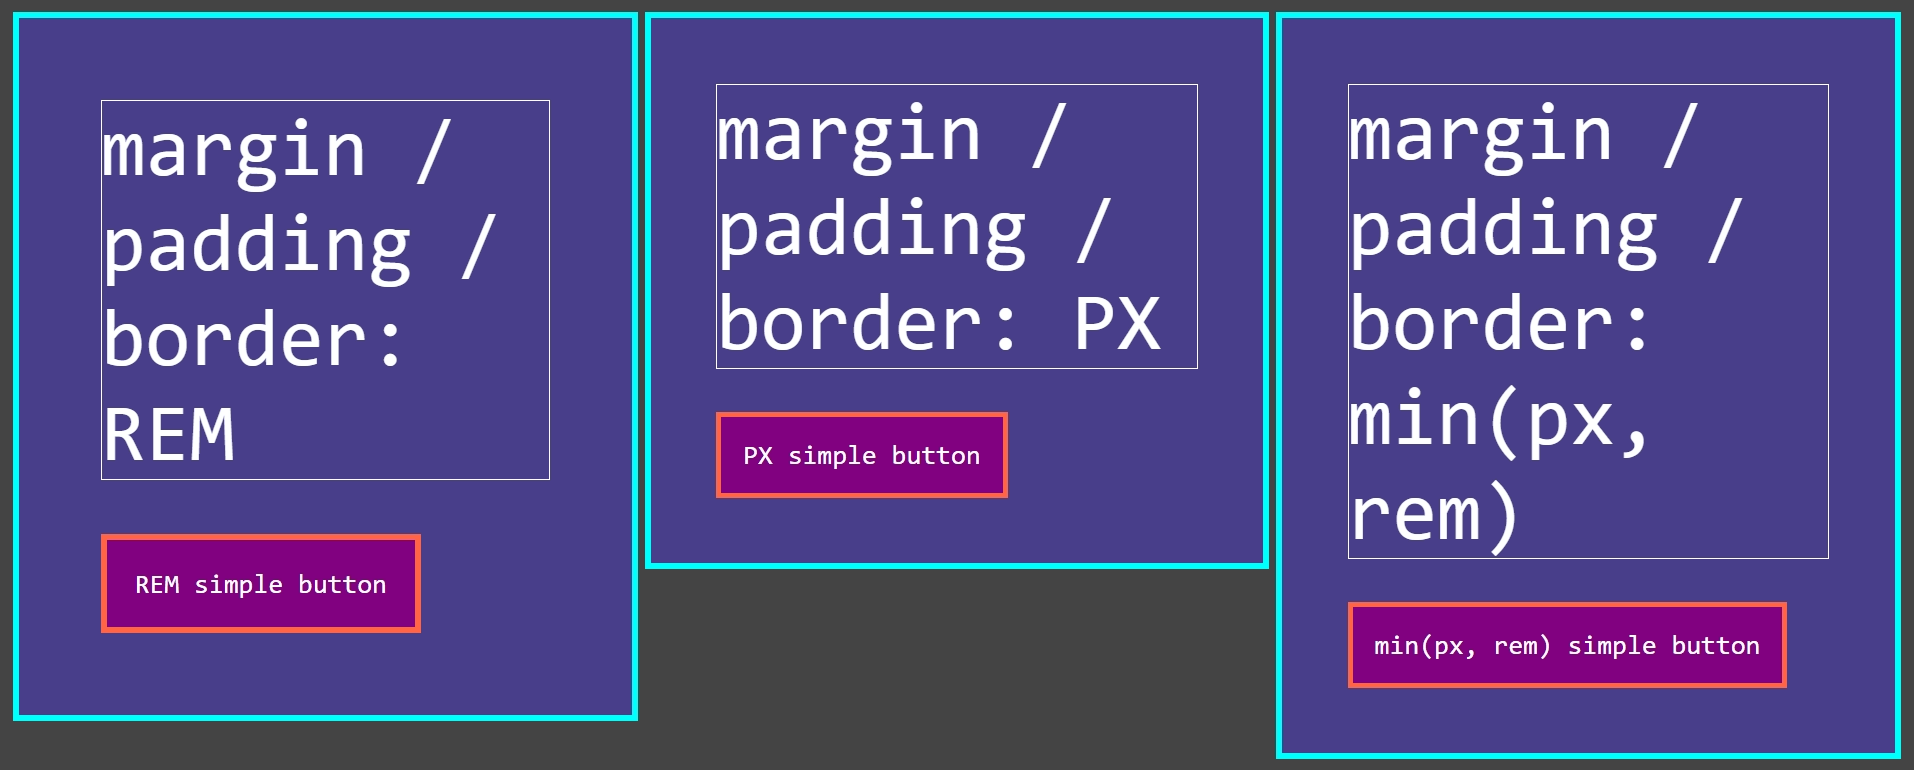 margin /
padding /
border:
REM
REM simple button
margin /
padding /
border: PX
PX simple button
margin /
padding /
border:
min(px,
rem)
min(px, rem) simple button